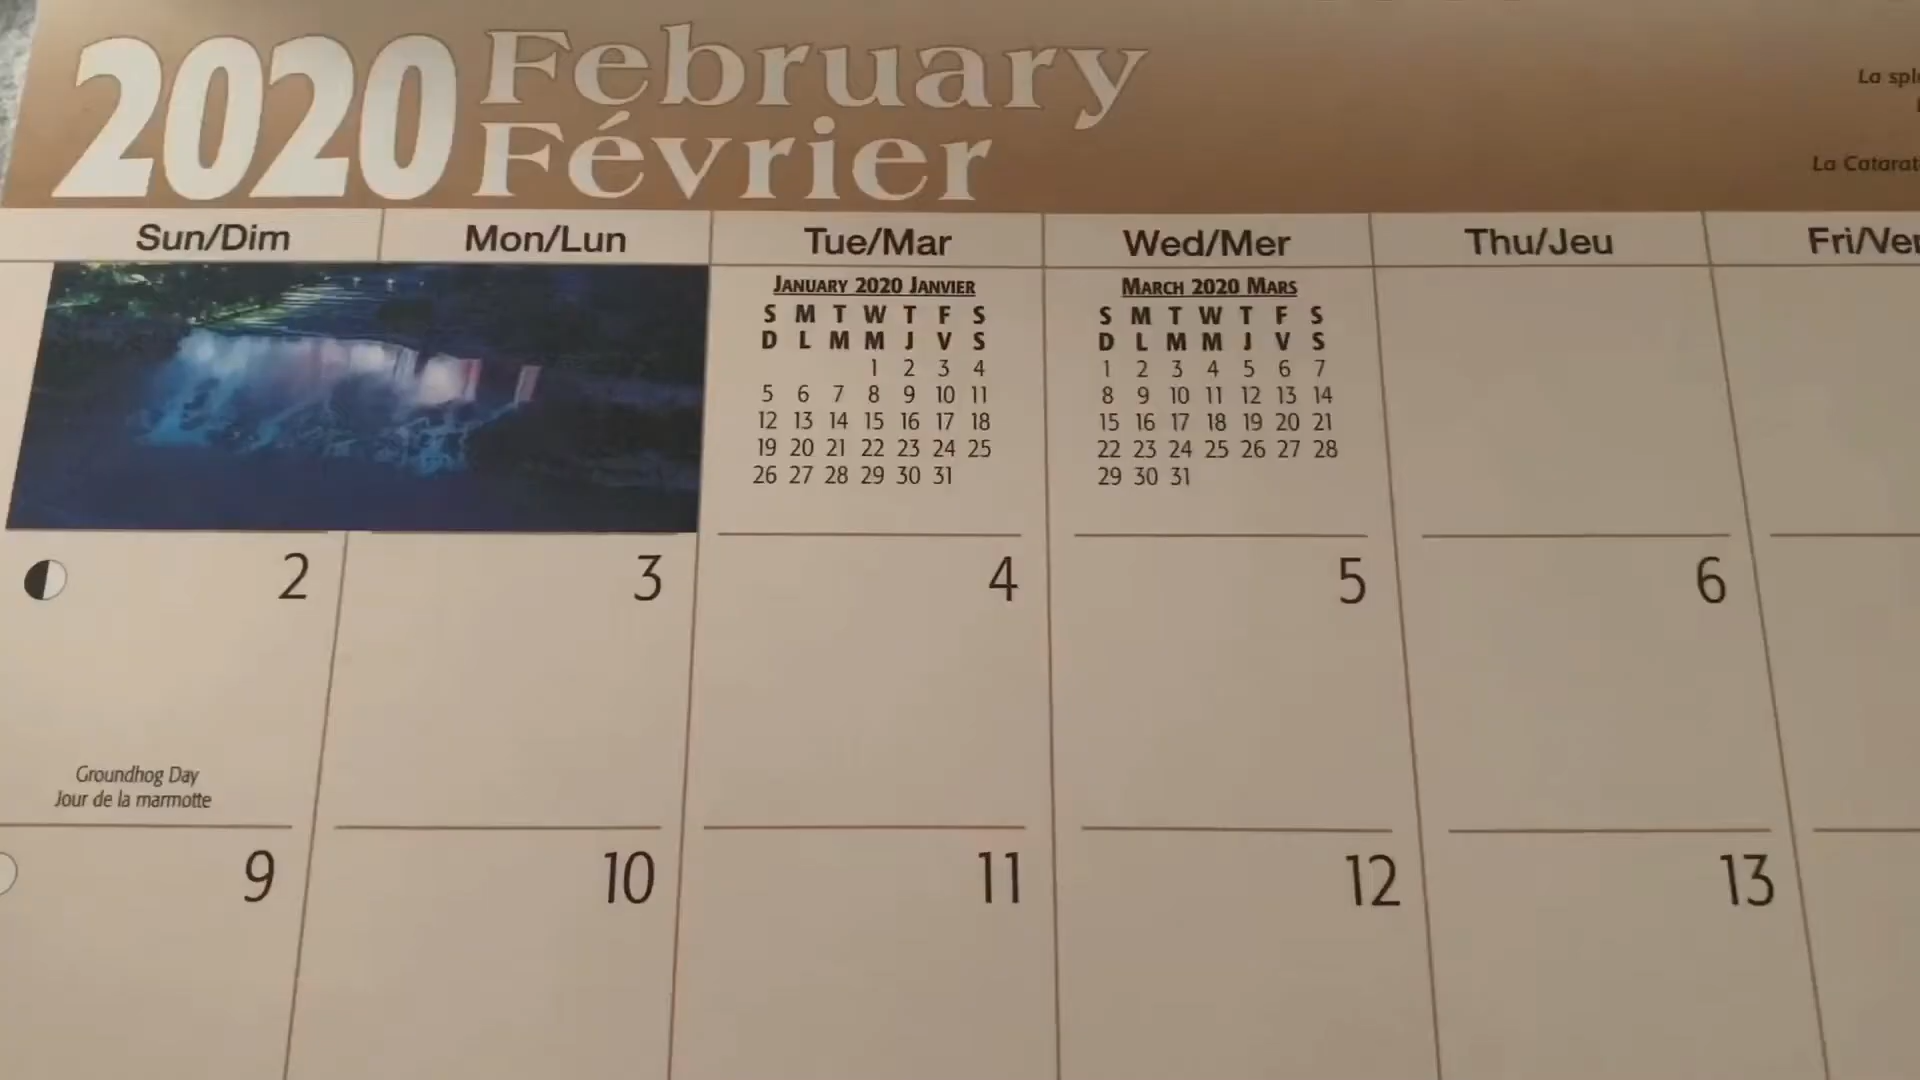 2020 February
Février
La
La
Sun/Dim Mon/Lun Tue/Mar Wed/Mer Thu/Jeu
JANUARY 2020 JANVIER
S M T W T F S
D L M M J V S
1 2 3 4
5 6 7 8 9 10 11
12 13 14 15 16 17 18
19 20 21 22 23 24 25
26 27 28 29 30 31
MARCH 2020 MARS
S M T W T F S
D L M M J V S
1 2 3 4 5 6 7
8 9 10 11 12 13 14
15 16 17 18 19 20 21
22 23 24 25 26 27 28
29 30 31
2 3 4 5 6
Groundhog Day
Jour de la marmotte
9 10 11 12 13